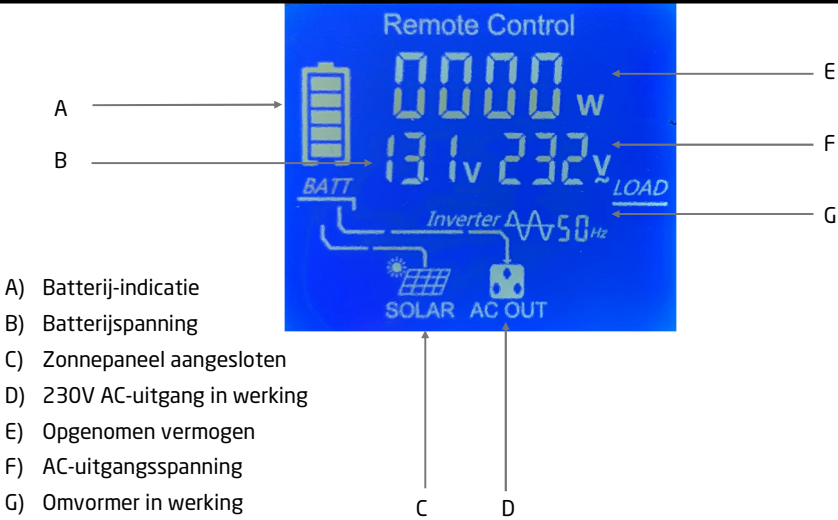 Remote Control
E
0000 W
A
F
B
13.1 V 232 V
BATT
LOAD
G
Inverter 50 Hz
SOLAR AC OUT
A) Batterij-indicatie
B) Batterijspanning
C) Zonnepaneel aangesloten
D) 230V AC-uitgang in werking
E) Opgenomen vermogen
F) AC-uitgangsspanning
G) Omvormer in werking
C D